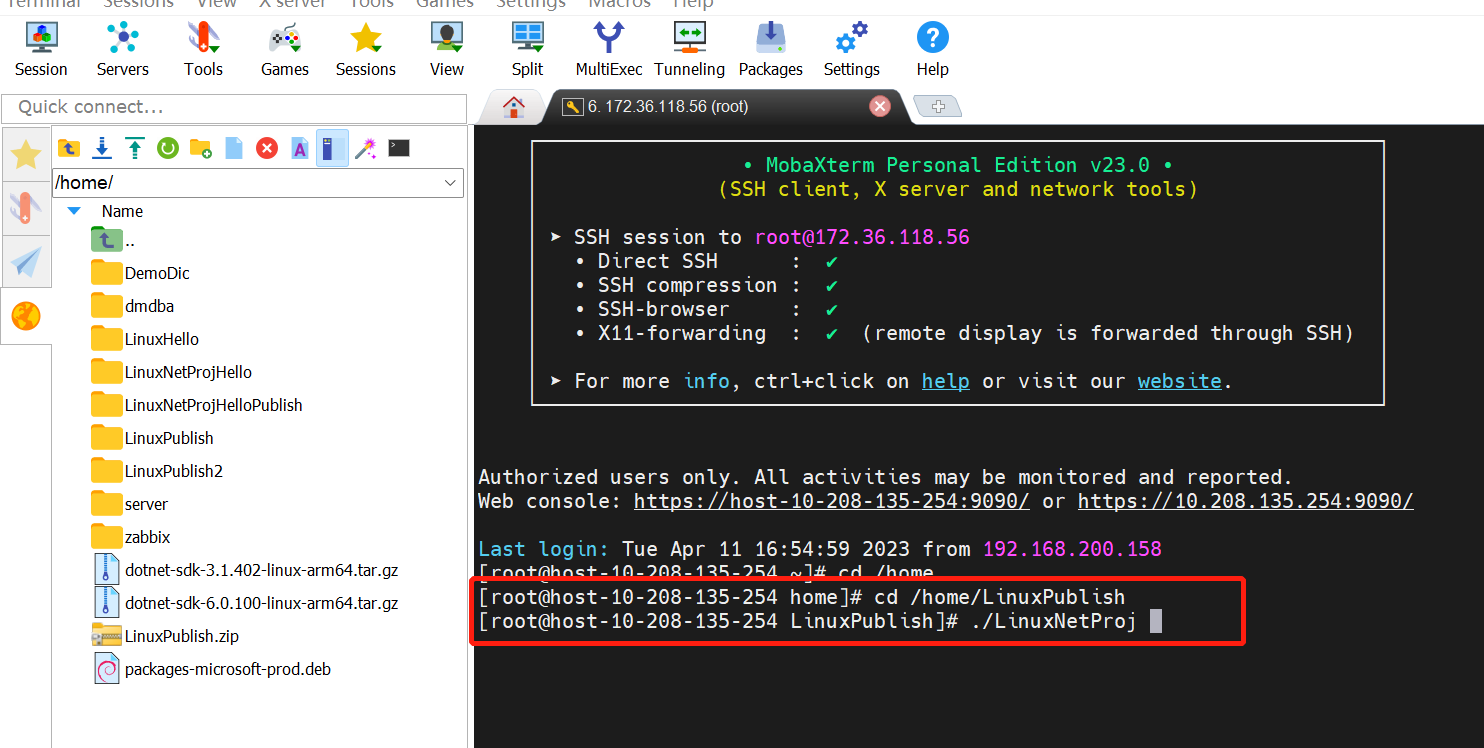 Terminal Sessions View X server Tools Games Settings Macros Help
Session Servers Tools Games Sessions View Split MultiExec Tunneling Packages Settings Help
Quick connect...
6. 172.36.118.56 (root)
/home/
Name
..
DemoDic
dmdba
LinuxHello
LinuxNetProjHello
LinuxNetProjHelloPublish
LinuxPublish
LinuxPublish2
server
zabbix
dotnet-sdk-3.1.402-linux-arm64.tar.gz
dotnet-sdk-6.0.100-linux-arm64.tar.gz
LinuxPublish.zip
packages-microsoft-prod.deb
• MobaXterm Personal Edition v23.0 •
(SSH client, X server and network tools)
➤ SSH session to root@172.36.118.56
• Direct SSH : ✔
• SSH compression : ✔
• SSH-browser : ✔
• X11-forwarding : ✔ (remote display is forwarded through SSH)
➤ For more info, ctrl+click on help or visit our website.
Authorized users only. All activities may be monitored and reported.
Web console: https://host-10-208-135-254:9090/ or https://10.208.135.254:9090/
Last login: Tue Apr 11 16:54:59 2023 from 192.168.200.158
[root@host-10-208-135-254 ~]# cd /home
[root@host-10-208-135-254 home]# cd /home/LinuxPublish
[root@host-10-208-135-254 LinuxPublish]# ./LinuxNetProj